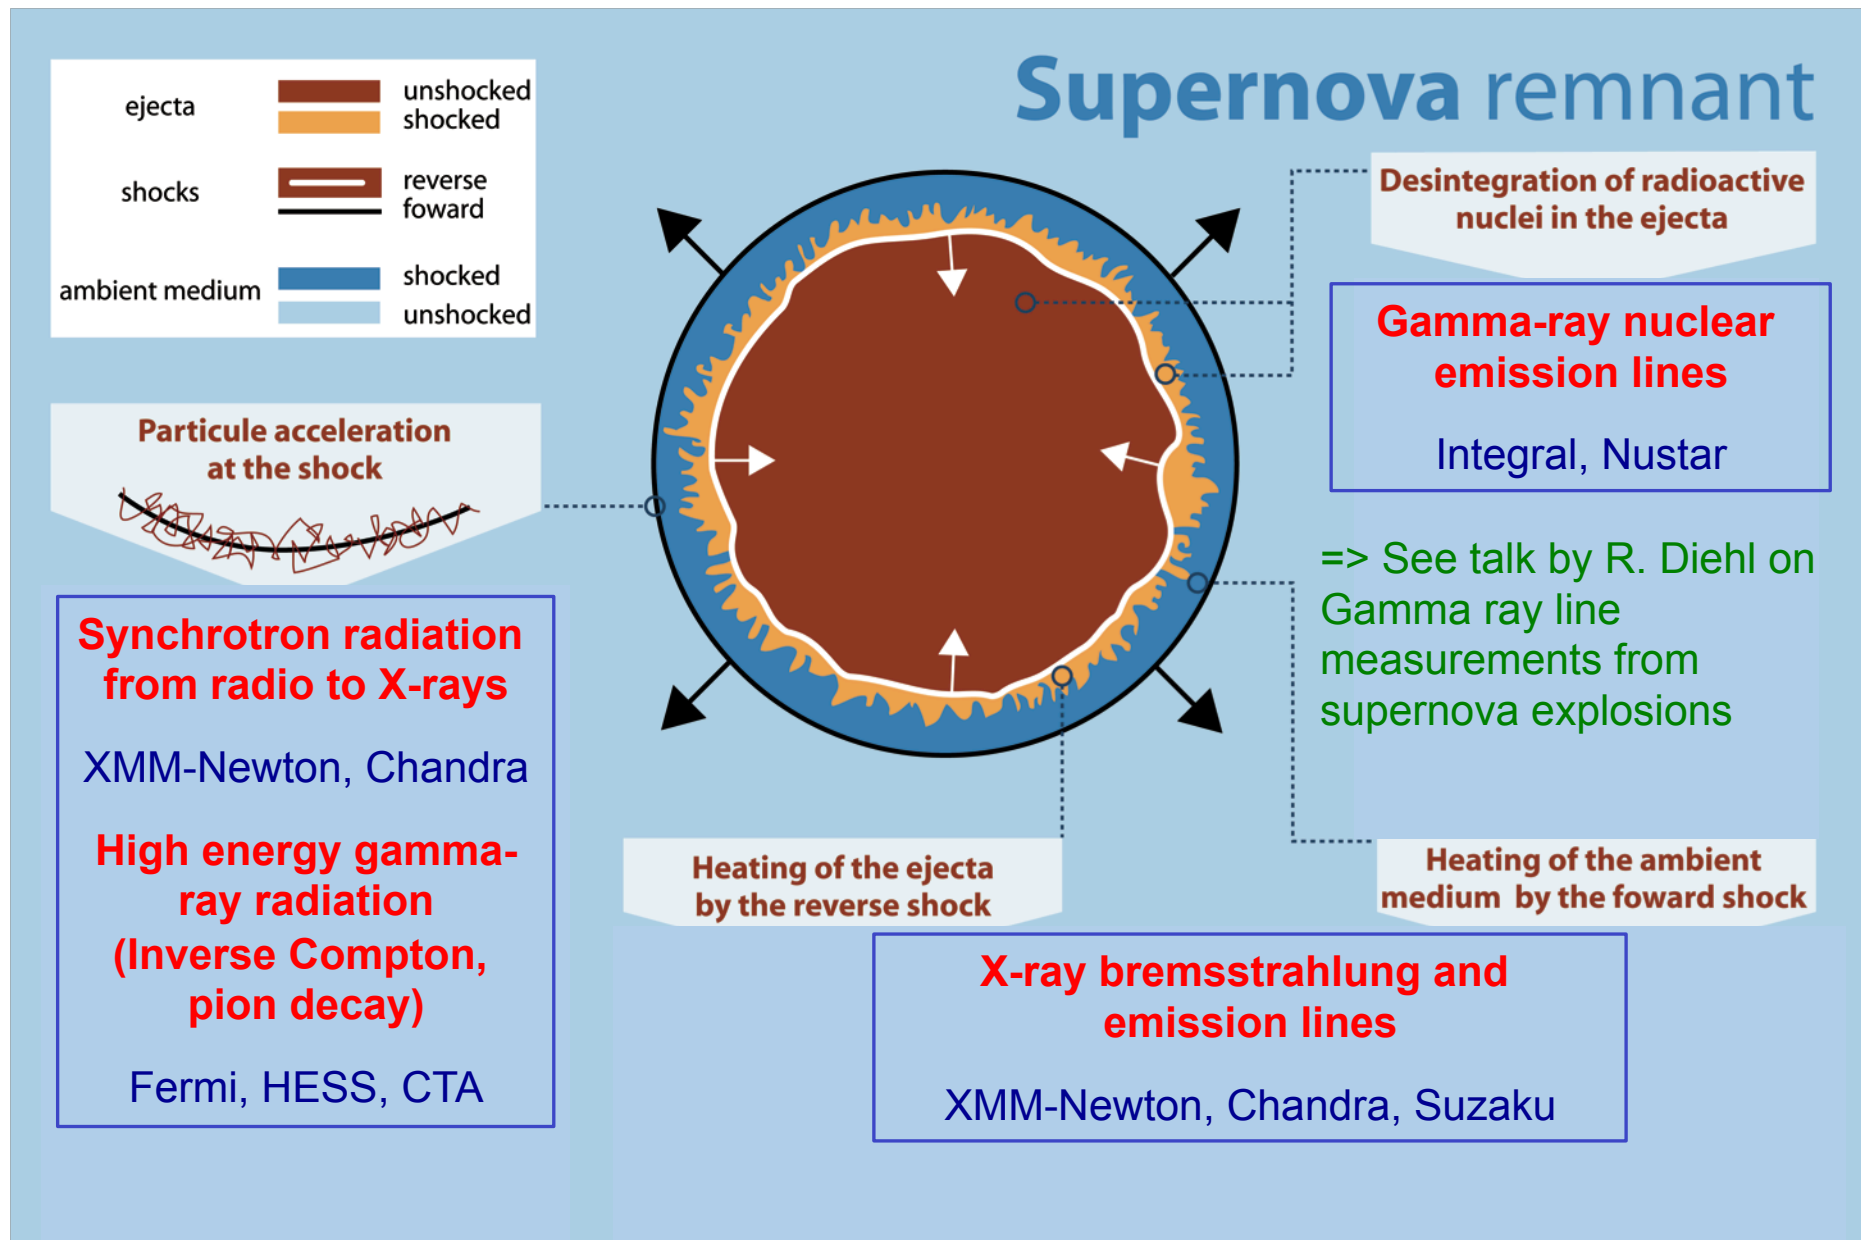 Supernova remnant
ejecta
unshocked
shocked
shocks
reverse
foward
ambient medium
shocked
unshocked
Desintegration of radioactive
nuclei in the ejecta
Gamma-ray nuclear
emission lines
Integral, Nustar
=> See talk by R. Diehl on
Gamma ray line
measurements from
supernova explosions
Particule acceleration
at the shock
Synchrotron radiation
from radio to X-rays
XMM-Newton, Chandra
High energy gamma-
ray radiation
(Inverse Compton,
pion decay)
Fermi, HESS, CTA
Heating of the ejecta
by the reverse shock
Heating of the ambient
medium by the foward shock
X-ray bremsstrahlung and
emission lines
XMM-Newton, Chandra, Suzaku